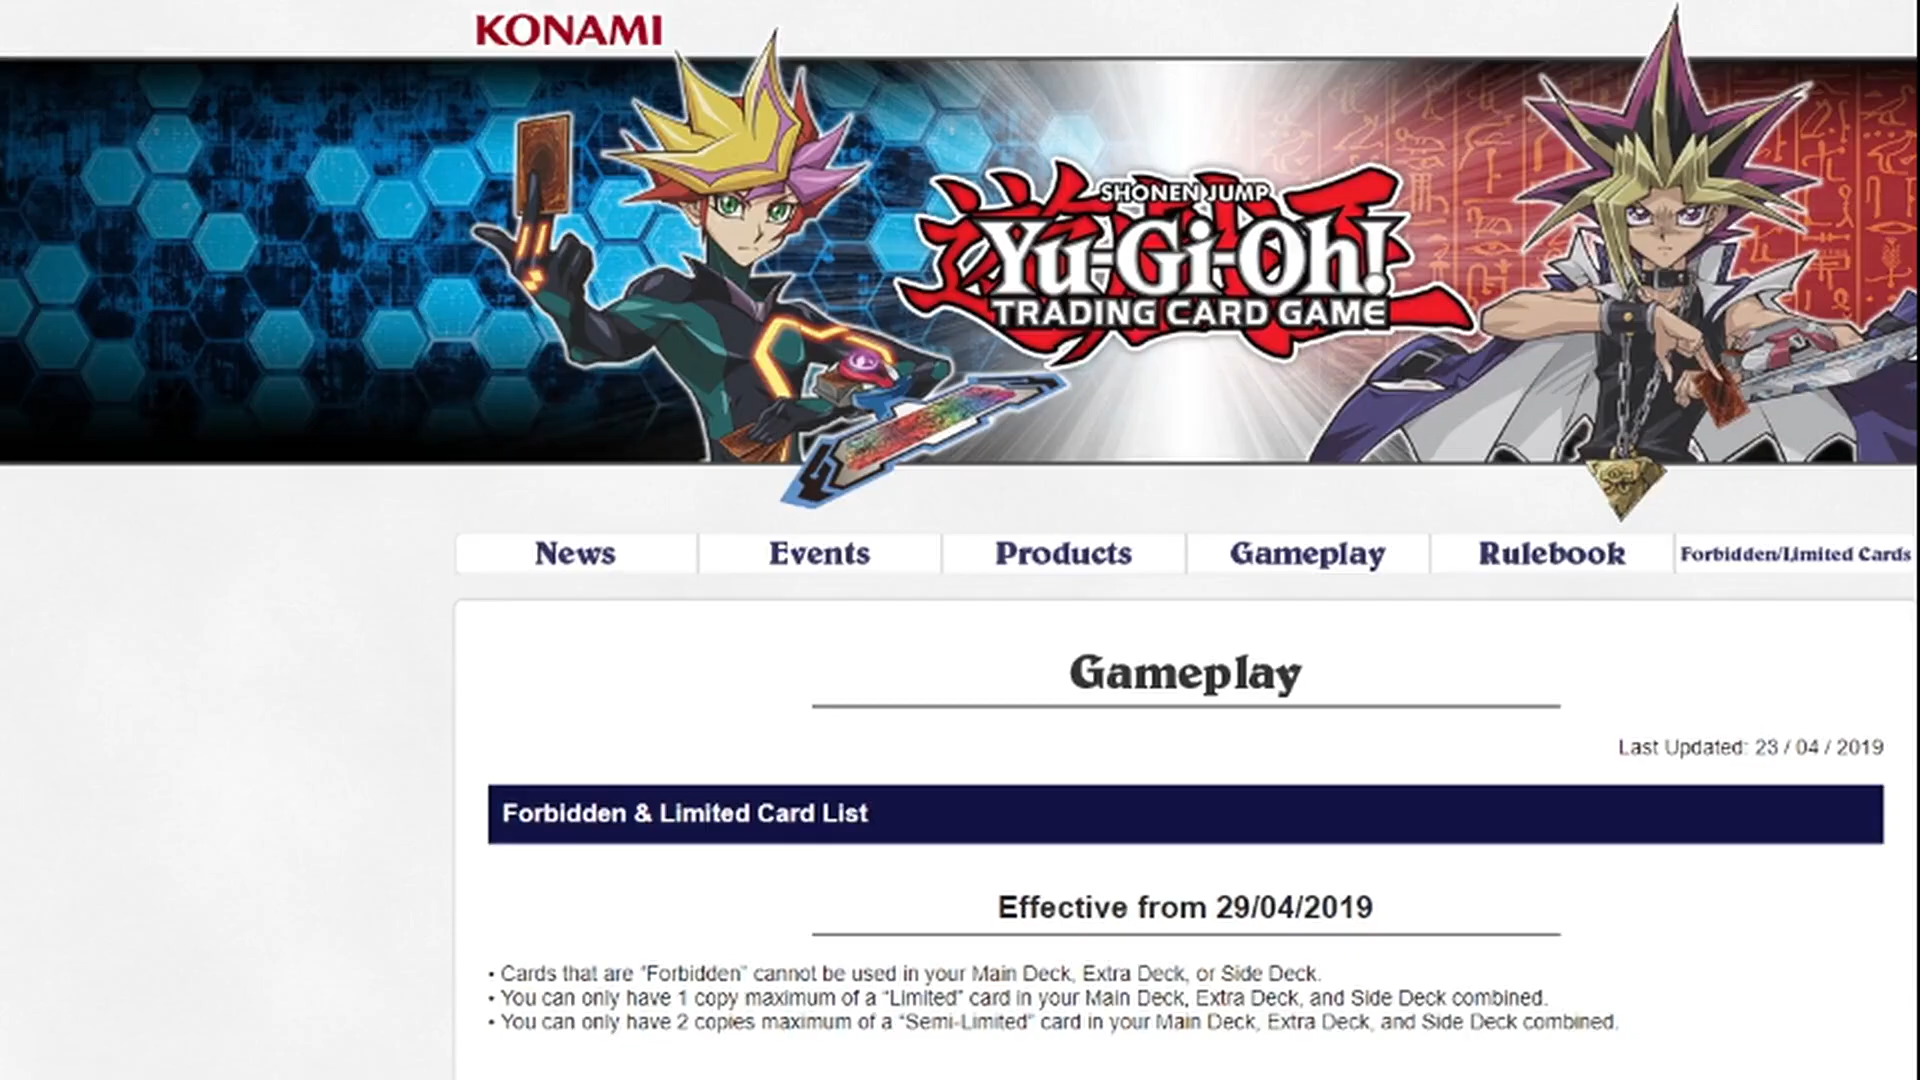 KONAMI
SHONEN JUMP
Yu-Gi-Oh!
TRADING CARD GAME
News
Events
Products
Gameplay
Rulebook
Forbidden/Limited Cards
Gameplay
Last Updated: 23 / 04 / 2019
Forbidden & Limited Card List
Effective from 29/04/2019
• Cards that are “Forbidden” cannot be used in your Main Deck, Extra Deck, or Side Deck.
• You can only have 1 copy maximum of a “Limited” card in your Main Deck, Extra Deck, and Side Deck combined.
• You can only have 2 copies maximum of a “Semi-Limited” card in your Main Deck, Extra Deck, and Side Deck combined.